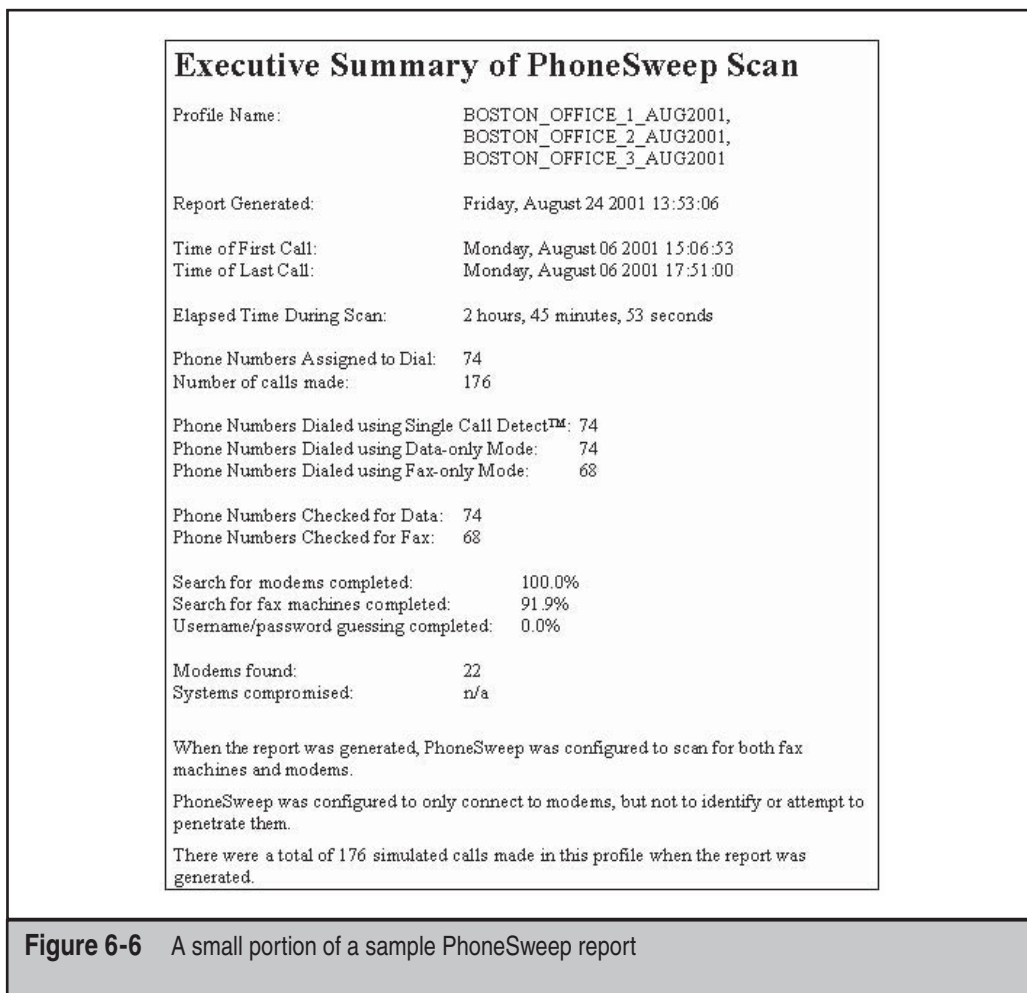 Executive Summary of PhoneSweep Scan
Profile Name: BOSTON_OFFICE_1_AUG2001,
BOSTON_OFFICE_2_AUG2001,
BOSTON_OFFICE_3_AUG2001
Report Generated: Friday, August 24 2001 13:53:06
Time of First Call: Monday, August 06 2001 15:06:53
Time of Last Call: Monday, August 06 2001 17:51:00
Elapsed Time During Scan: 2 hours, 45 minutes, 53 seconds
Phone Numbers Assigned to Dial: 74
Number of calls made: 176
Phone Numbers Dialed using Single Call Detect™: 74
Phone Numbers Dialed using Data-only Mode: 74
Phone Numbers Dialed using Fax-only Mode: 68
Phone Numbers Checked for Data: 74
Phone Numbers Checked for Fax: 68
Search for modems completed: 100.0%
Search for fax machines completed: 91.9%
Username/password guessing completed: 0.0%
Modems found: 22
Systems compromised: n/a
When the report was generated, PhoneSweep was configured to scan for both fax
machines and modems.
PhoneSweep was configured to only connect to modems, but not to identify or attempt to
penetrate them.
There were a total of 176 simulated calls made in this profile when the report was
generated.
Figure 6-6 A small portion of a sample PhoneSweep report